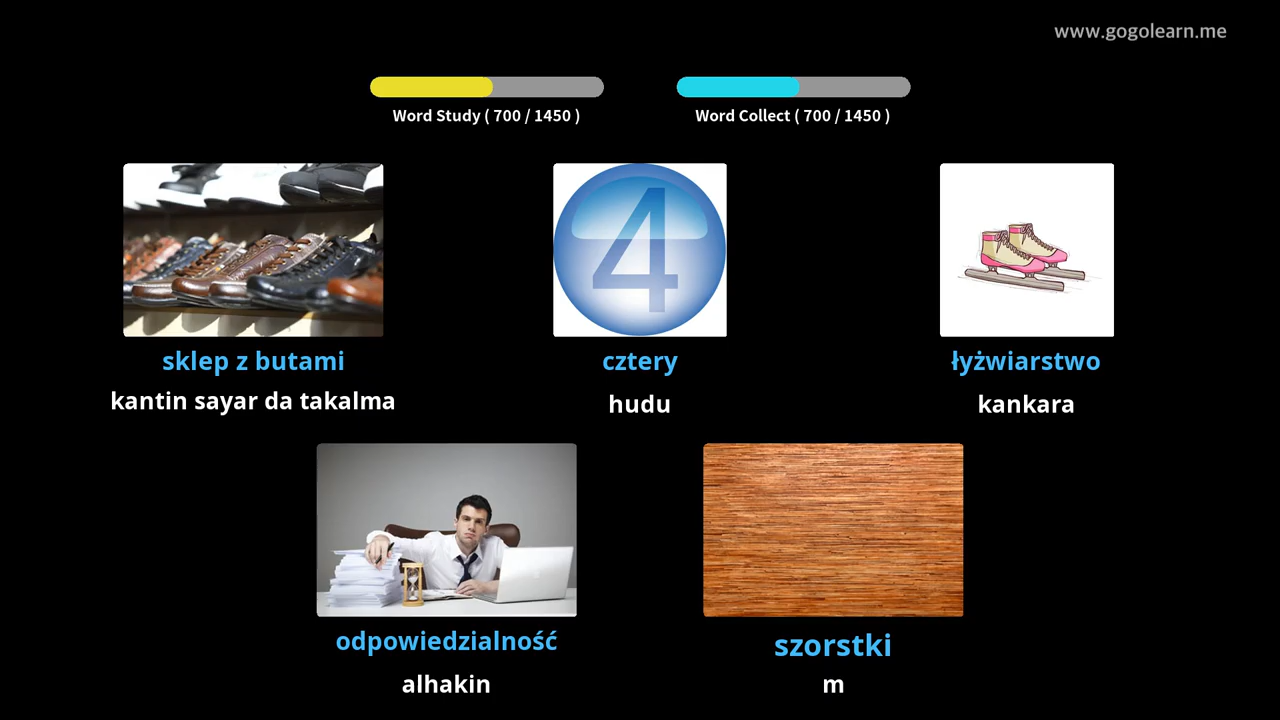 www.gogolearn.me
Word Study ( 700 / 1450 )
Word Collect ( 700 / 1450 )
4
sklep z butami
cztery
łyżwiarstwo
kantin sayar da takalma
hudu
kankara
odpowiedzialność
szorstki
alhakin
m